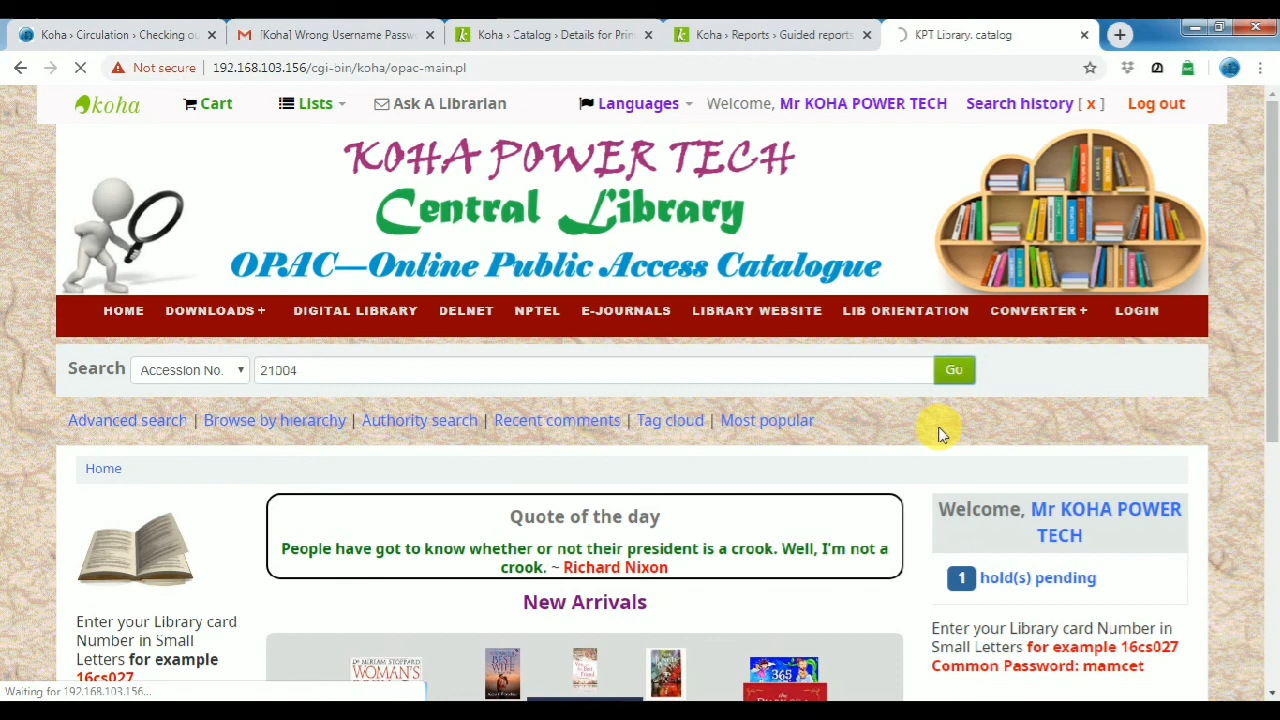 Koha › Circulation › Checking ou
[Koha] Wrong Username Passw
Koha › Reports › Guided reports
KPT Library. catalog
Not secure | 192.168.103.156/cgi-bin/koha/opac-main.pl
koha Cart Lists Ask A Librarian Languages Welcome, Mr KOHA POWER TECH Search history [ x ] Log out
KOHA POWER TECH
Central Library
OPAC—Online Public Access Catalogue
HOME DOWNLOADS + DIGITAL LIBRARY DELNET NPTEL E-JOURNALS LIBRARY WEBSITE LIB ORIENTATION CONVERTER + LOGIN
Search Accession No. 21004 Go
Advanced search | Browse by hierarchy | Authority search | Recent comments | Tag cloud | Most popular
Home
Quote of the day
People have got to know whether or not their president is a crook. Well, I'm not a
crook. ~ Richard Nixon
New Arrivals
Welcome, Mr KOHA POWER
TECH
1 hold(s) pending
Enter your Library card
Number in Small
Letters for example
16cs027
Enter your Library card Number in
Small Letters for example 16cs027
Common Password: mamcet
WOMAN'S
365
Waiting for 192.168.103.156...